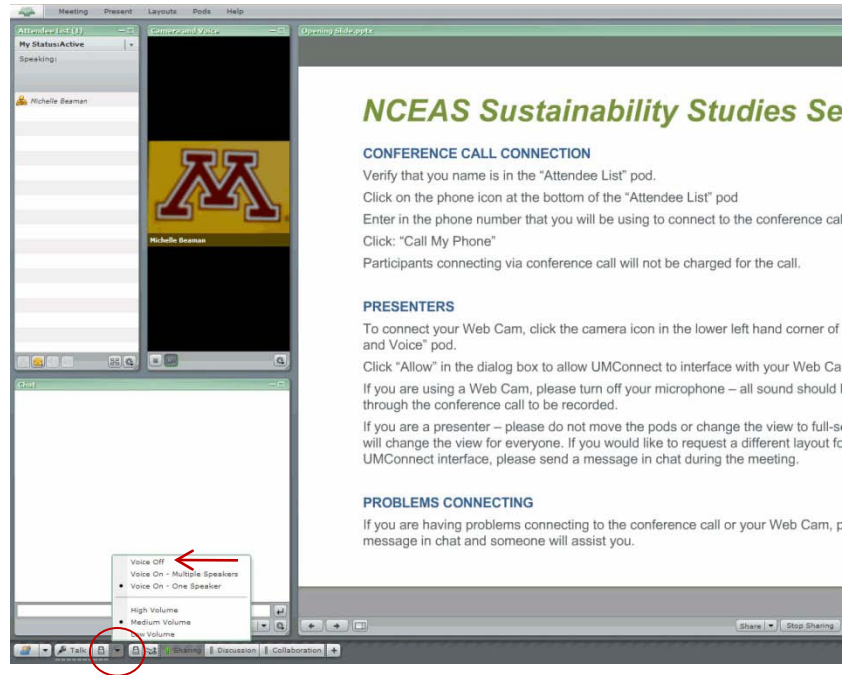 Meeting Present Layouts Pods Help
Attendee List (1)
My Status:Active
Speaking:
Michelle Beaman
Camera and Voice
M
Michelle Beaman
Chat
Opening Slide.pptx
NCEAS Sustainability Studies Se
CONFERENCE CALL CONNECTION
Verify that you name is in the “Attendee List” pod.
Click on the phone icon at the bottom of the “Attendee List” pod
Enter in the phone number that you will be using to connect to the conference cal
Click: “Call My Phone”
Participants connecting via conference call will not be charged for the call.
PRESENTERS
To connect your Web Cam, click the camera icon in the lower left hand corner of
and Voice” pod.
Click “Allow” in the dialog box to allow UMConnect to interface with your Web Ca
If you are using a Web Cam, please turn off your microphone – all sound should
through the conference call to be recorded.
If you are a presenter – please do not move the pods or change the view to full-s
will change the view for everyone. If you would like to request a different layout fo
UMConnect interface, please send a message in chat during the meeting.
PROBLEMS CONNECTING
If you are having problems connecting to the conference call or your Web Cam, p
message in chat and someone will assist you.
Voice Off
Voice On - Multiple Speakers
Voice On - One Speaker
High Volume
Medium Volume
Low Volume
Share Stop Sharing
Talk Sharing Discussion Collaboration +